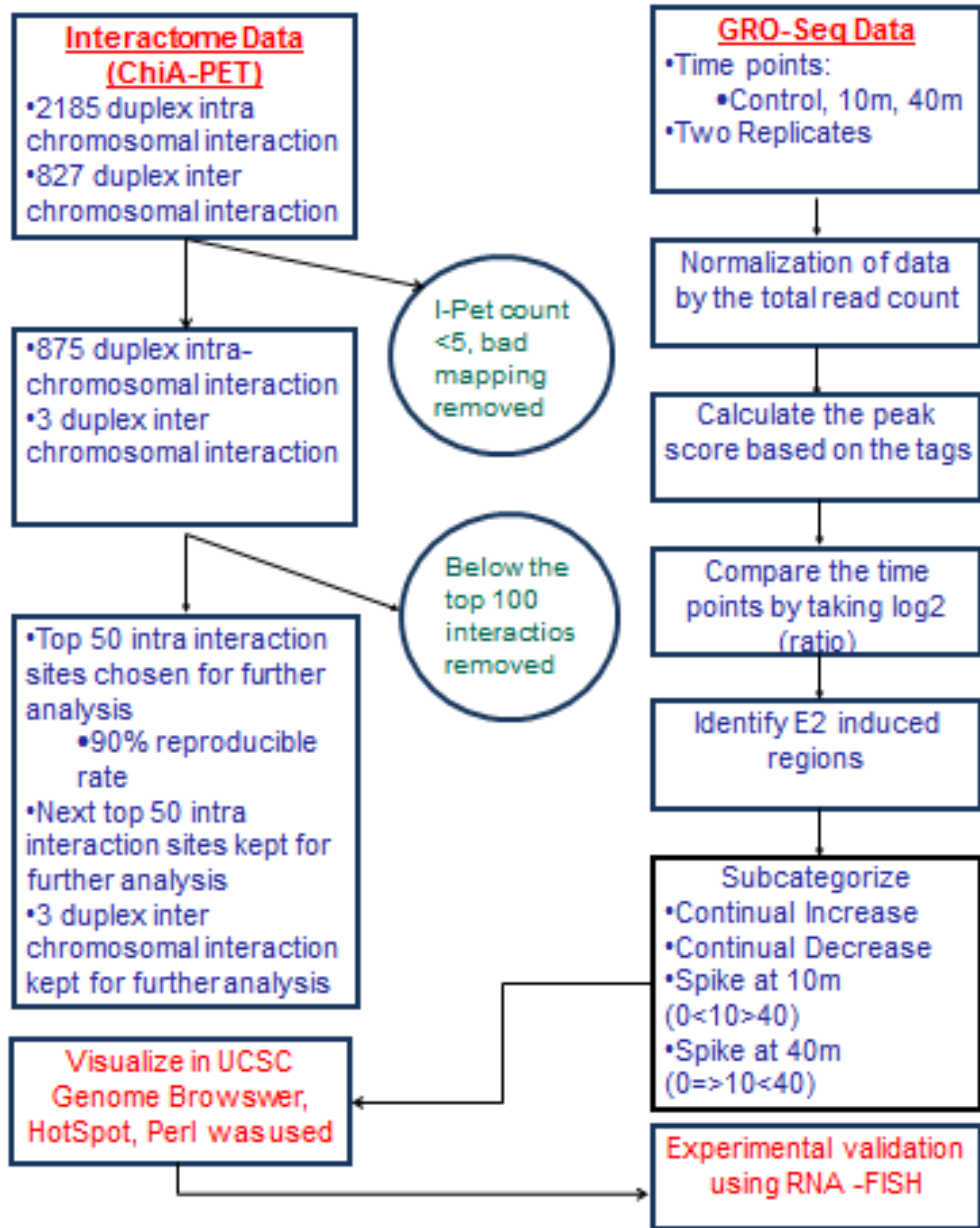 Interactome Data
(ChiA-PET)
•2185 duplex intra
chromosomal interaction
•827 duplex inter
chromosomal interaction
I-Pet count
<5, bad
mapping
removed
•875 duplex intra-
chromosomal interaction
•3 duplex inter
chromosomal interaction
Below the
top 100
interactios
removed
•Top 50 intra interaction
sites chosen for further
analysis
•90% reproducible
rate
•Next top 50 intra
interaction sites kept for
further analysis
•3 duplex inter
chromosomal interaction
kept for further analysis
GRO-Seq Data
•Time points:
•Control, 10m, 40m
•Two Replicates
Normalization of data
by the total read count
Calculate the peak
score based on the tags
Compare the time
points by taking log2
(ratio)
Identify E2 induced
regions
Subcategorize
•Continual Increase
•Continual Decrease
•Spike at 10m
(0<10>40)
•Spike at 40m
(0=>10<40)
Visualize in UCSC
Genome Browswer,
HotSpot, Perl was used
Experimental validation
using RNA -FISH